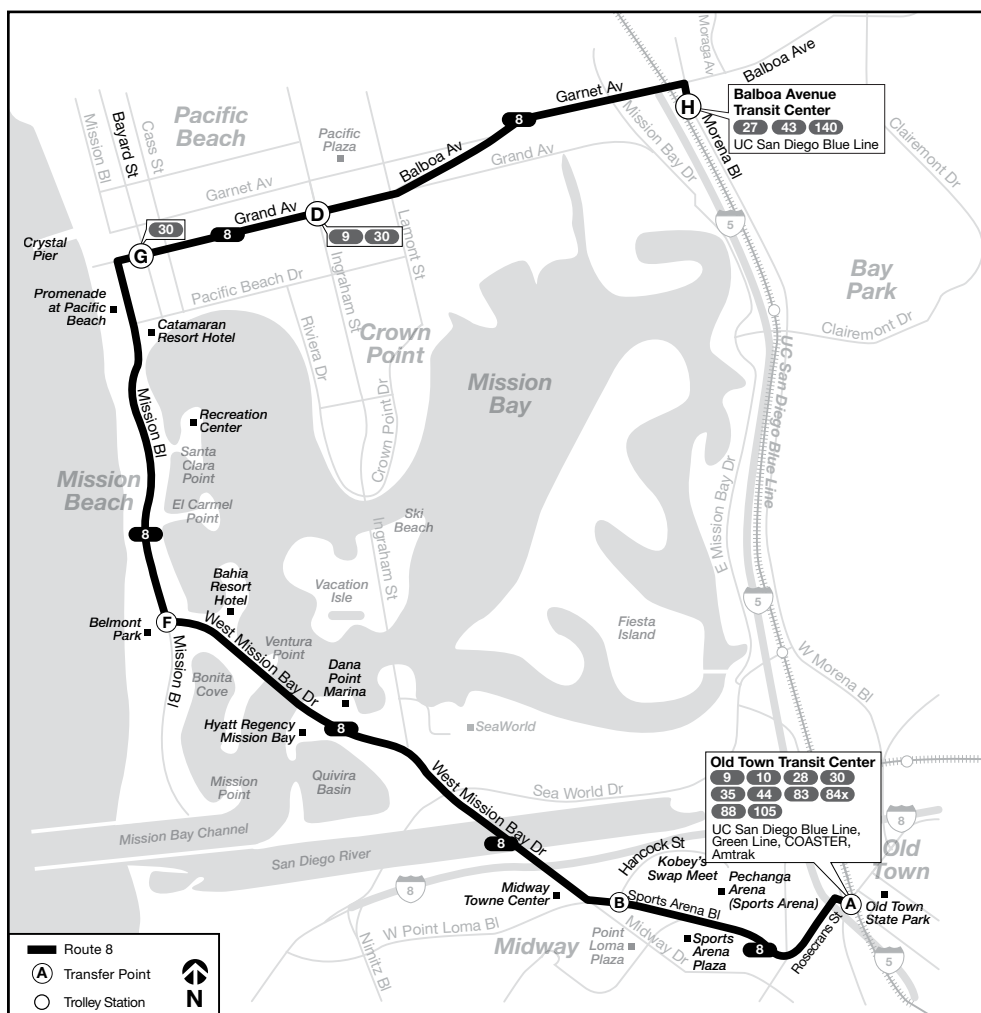 Moraga Av
Balboa Ave
Garnet Av
8
H
Balboa Avenue
Transit Center
27 43 140
UC San Diego Blue Line
Morena Bl
Mission Bay Dr
Clairemont Dr
Pacific
Beach
Mission Bl
Bayard St
Cass St
Pacific
Plaza
Balboa Av
Grand Av
Garnet Av
Grand Av
D
9 30
30
8
G
Lamont St
5
Crystal
Pier
Ingraham St
Pacific Beach Dr
Bay
Park
Promenade
at Pacific
Beach
Catamaran
Resort Hotel
Riviera Dr
Crown
Point
Clairemont Dr
UC San Diego Blue Line
Mission
Bay
Mission Bl
Recreation
Center
Crown Point Dr
Santa
Clara
Point
Mission
Beach
El Carmel
Point
Ski
Beach
E Mission Bay Dr
8
Ingraham St
Bahia
Resort
Hotel
Vacation
Isle
5
Belmont
Park
F
West Mission Bay Dr
Fiesta
Island
Mission Bl
Ventura
Point
Bonita
Cove
Dana
Point
Marina
W Morena Bl
Hyatt Regency
Mission Bay
8
SeaWorld
Mission
Point
Quivira
Basin
West Mission Bay Dr
Sea World Dr
Old Town Transit Center
9 10 28 30
35 44 83 84x
88 105
UC San Diego Blue Line,
Green Line, COASTER,
Amtrak
8
Mission Bay Channel
San Diego River
8
Hancock St
Old
Town
8
Kobey's
Swap Meet
Pechanga
Arena
(Sports Arena)
Midway
Towne Center
B
Sports Arena Bl
A
Old Town
State Park
W Point Loma Bl
Nimitz Bl
Midway
Point
Loma
Plaza
Midway Dr
Sports
Arena
Plaza
8
Rosecrans St
5
Route 8
A Transfer Point
Trolley Station
N